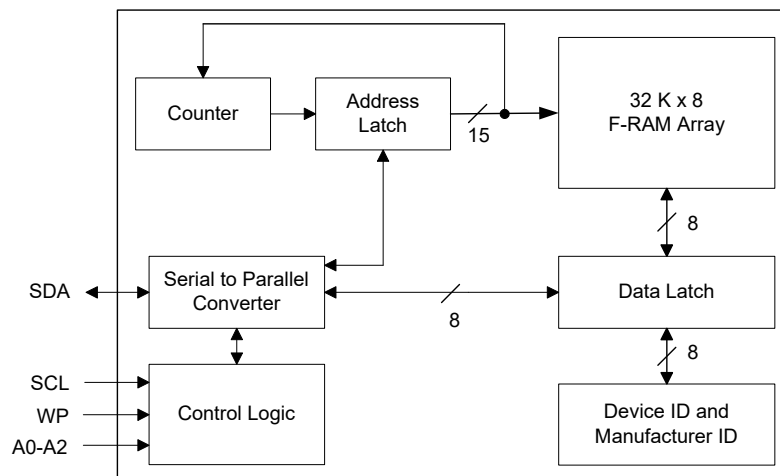 Counter
Address
Latch
15
32 K x 8
F-RAM Array
8
SDA
Serial to Parallel
Converter
8
Data Latch
8
SCL
WP
A0-A2
Control Logic
Device ID and
Manufacturer ID